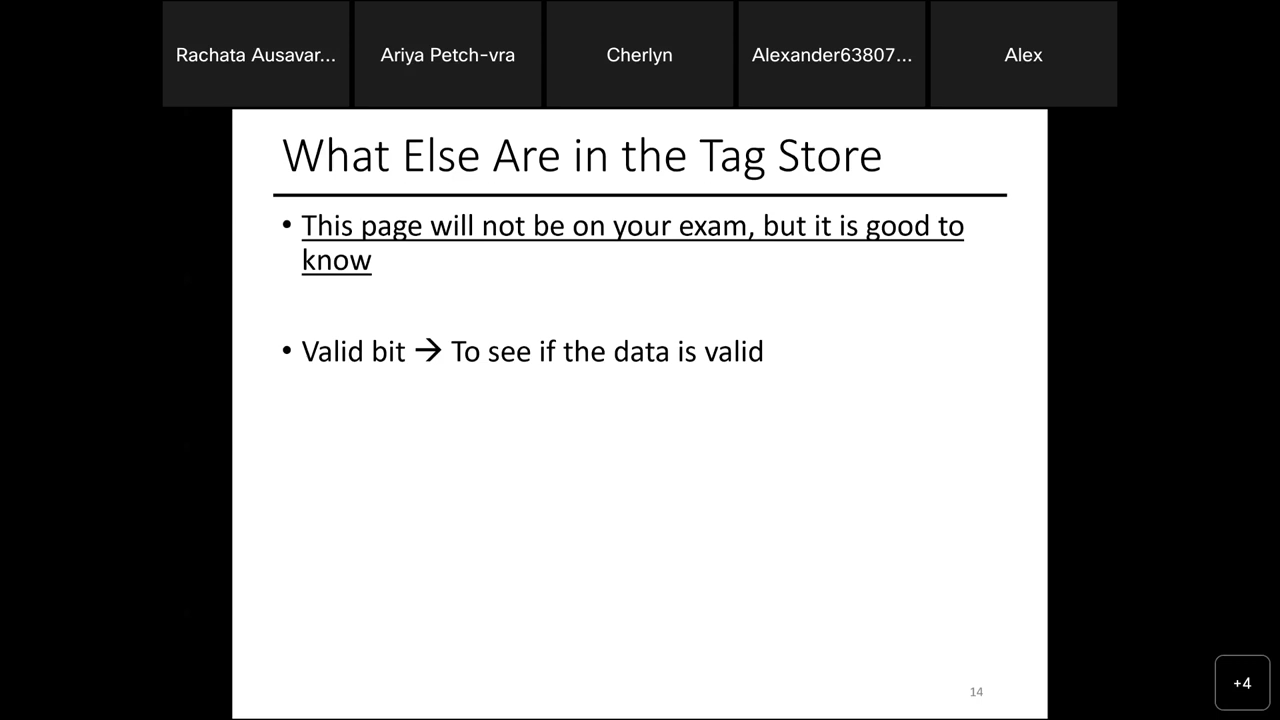 Rachata Ausavar...
Ariya Petch-vra
Cherlyn
Alexander63807...
Alex
What Else Are in the Tag Store
• This page will not be on your exam, but it is good to
know
• Valid bit → To see if the data is valid
14
+4